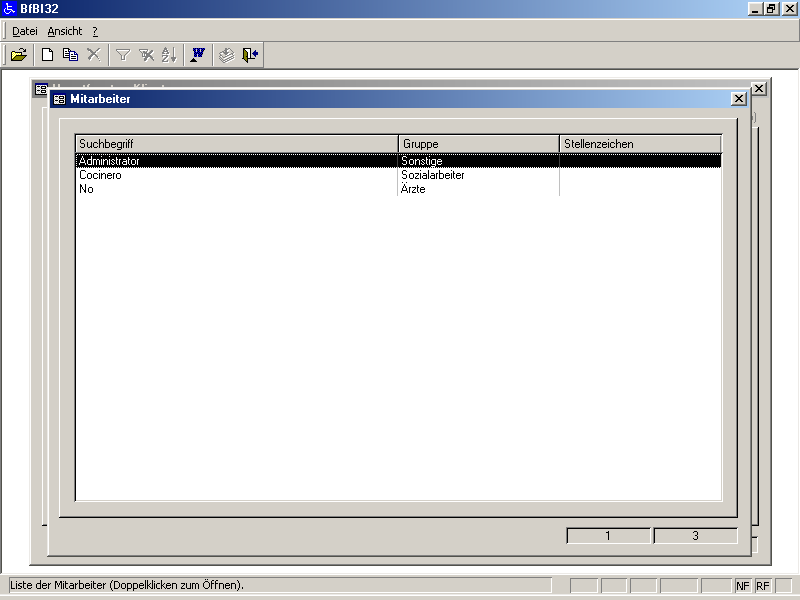 BfBI32
Datei Ansicht ?
Mitarbeiter
Suchbegriff Gruppe Stellenzeichen
Administrator Sonstige
Cocinero Sozialarbeiter
No Ärzte
1 3
Liste der Mitarbeiter (Doppelklicken zum Öffnen). NF RF